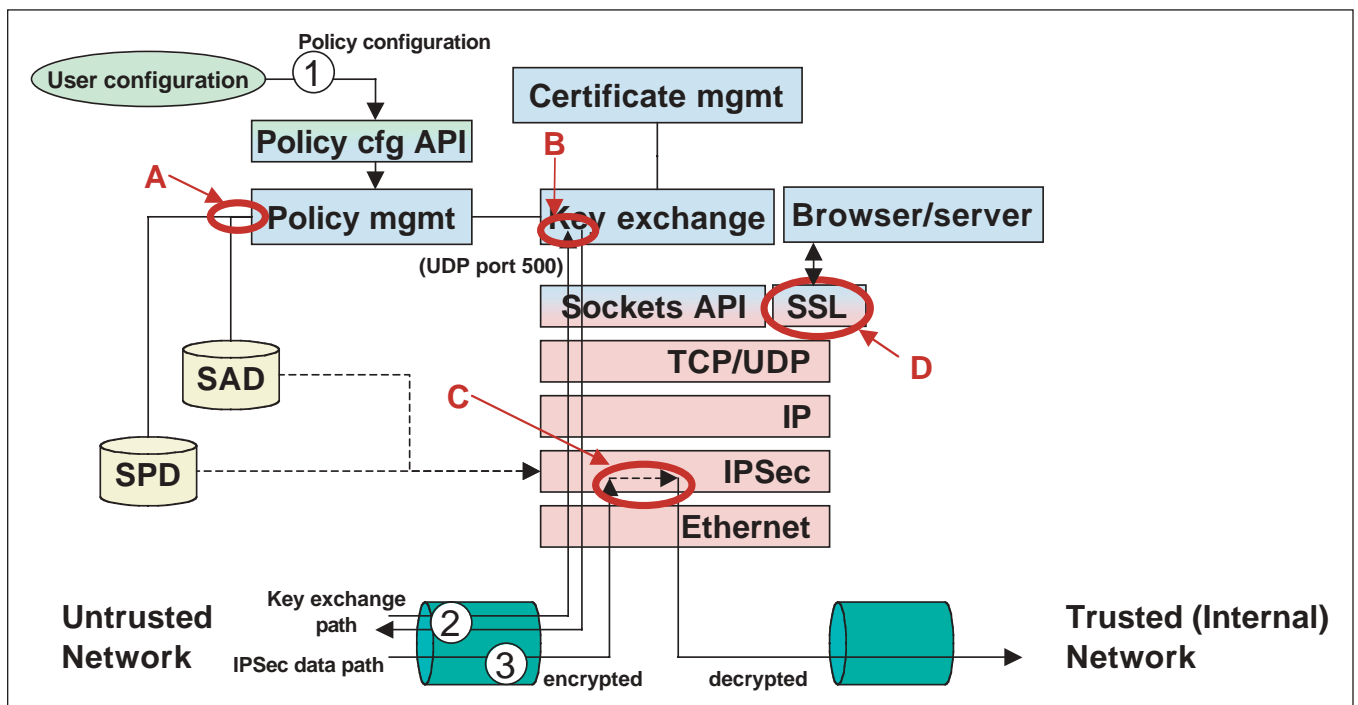 Policy configuration
User configuration
1
Certificate mgmt
Policy cfg API
B
A
Policy mgmt
Key exchange
Browser/server
(UDP port 500)
Sockets API
SSL
TCP/UDP
D
SAD
C
IP
SPD
IPSec
Ethernet
Untrusted
Network
Key exchange
path
2
IPSec data path
3
encrypted
decrypted
Trusted (Internal)
Network